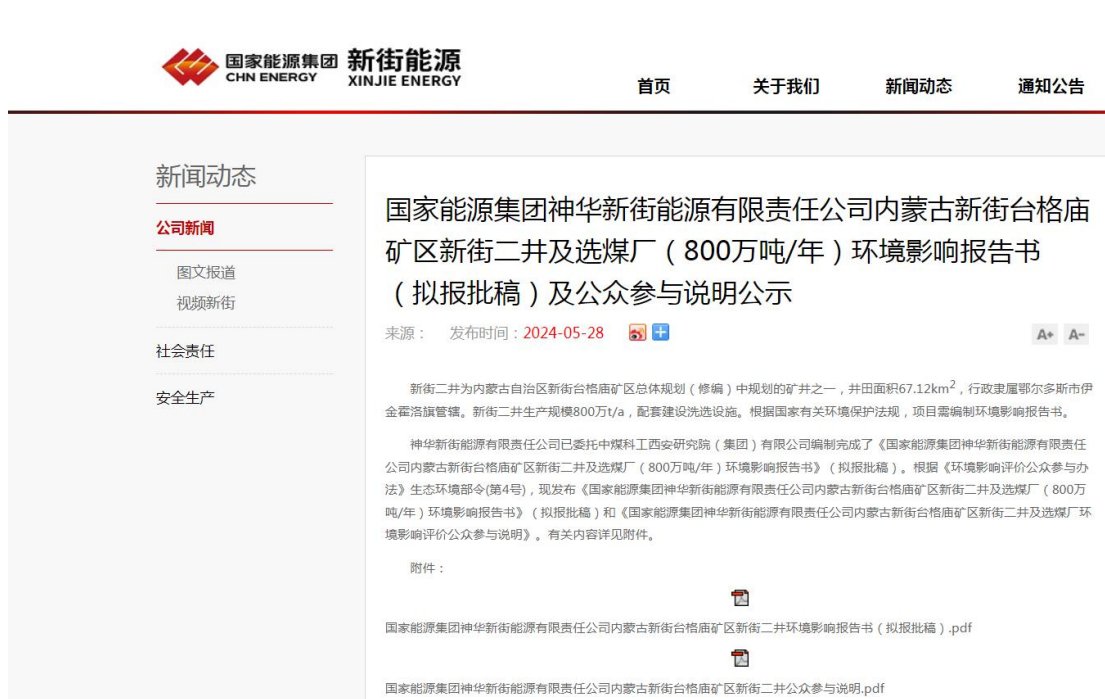 国家能源集团 新街能源
CHN ENERGY XINJIE ENERGY
首页 关于我们 新闻动态 通知公告
新闻动态
公司新闻
图文报道
视频新街
社会责任
安全生产
国家能源集团神华新街能源有限责任公司内蒙古新街台格庙
矿区新街二井及选煤厂（800万吨/年）环境影响报告书
（拟报批稿）及公众参与说明公示
来源： 发布时间：2024-05-28 A+ A-
新街二井为内蒙古自治区新街台格庙矿区总体规划（修编）中规划的矿井之一，井田面积67.12km²，行政隶属鄂尔多斯市伊
金霍洛旗管辖。新街二井生产规模800万t/a，配套建设洗选设施。根据国家有关环境保护法规，项目需编制环境影响报告书。
神华新街能源有限责任公司已委托中煤科工西安研究院（集团）有限公司编制完成了《国家能源集团神华新街能源有限责任
公司内蒙古新街台格庙矿区新街二井及选煤厂（800万吨/年）环境影响报告书》（拟报批稿）。根据《环境影响评价公众参与办
法》生态环境部令(第4号)，现发布《国家能源集团神华新街能源有限责任公司内蒙古新街台格庙矿区新街二井及选煤厂（800万
吨/年）环境影响报告书》（拟报批稿）和《国家能源集团神华新街能源有限责任公司内蒙古新街台格庙矿区新街二井及选煤厂环
境影响评价公众参与说明》。有关内容详见附件。
附件：
国家能源集团神华新街能源有限责任公司内蒙古新街台格庙矿区新街二井环境影响报告书（拟报批稿）.pdf
国家能源集团神华新街能源有限责任公司内蒙古新街台格庙矿区新街二井公众参与说明.pdf